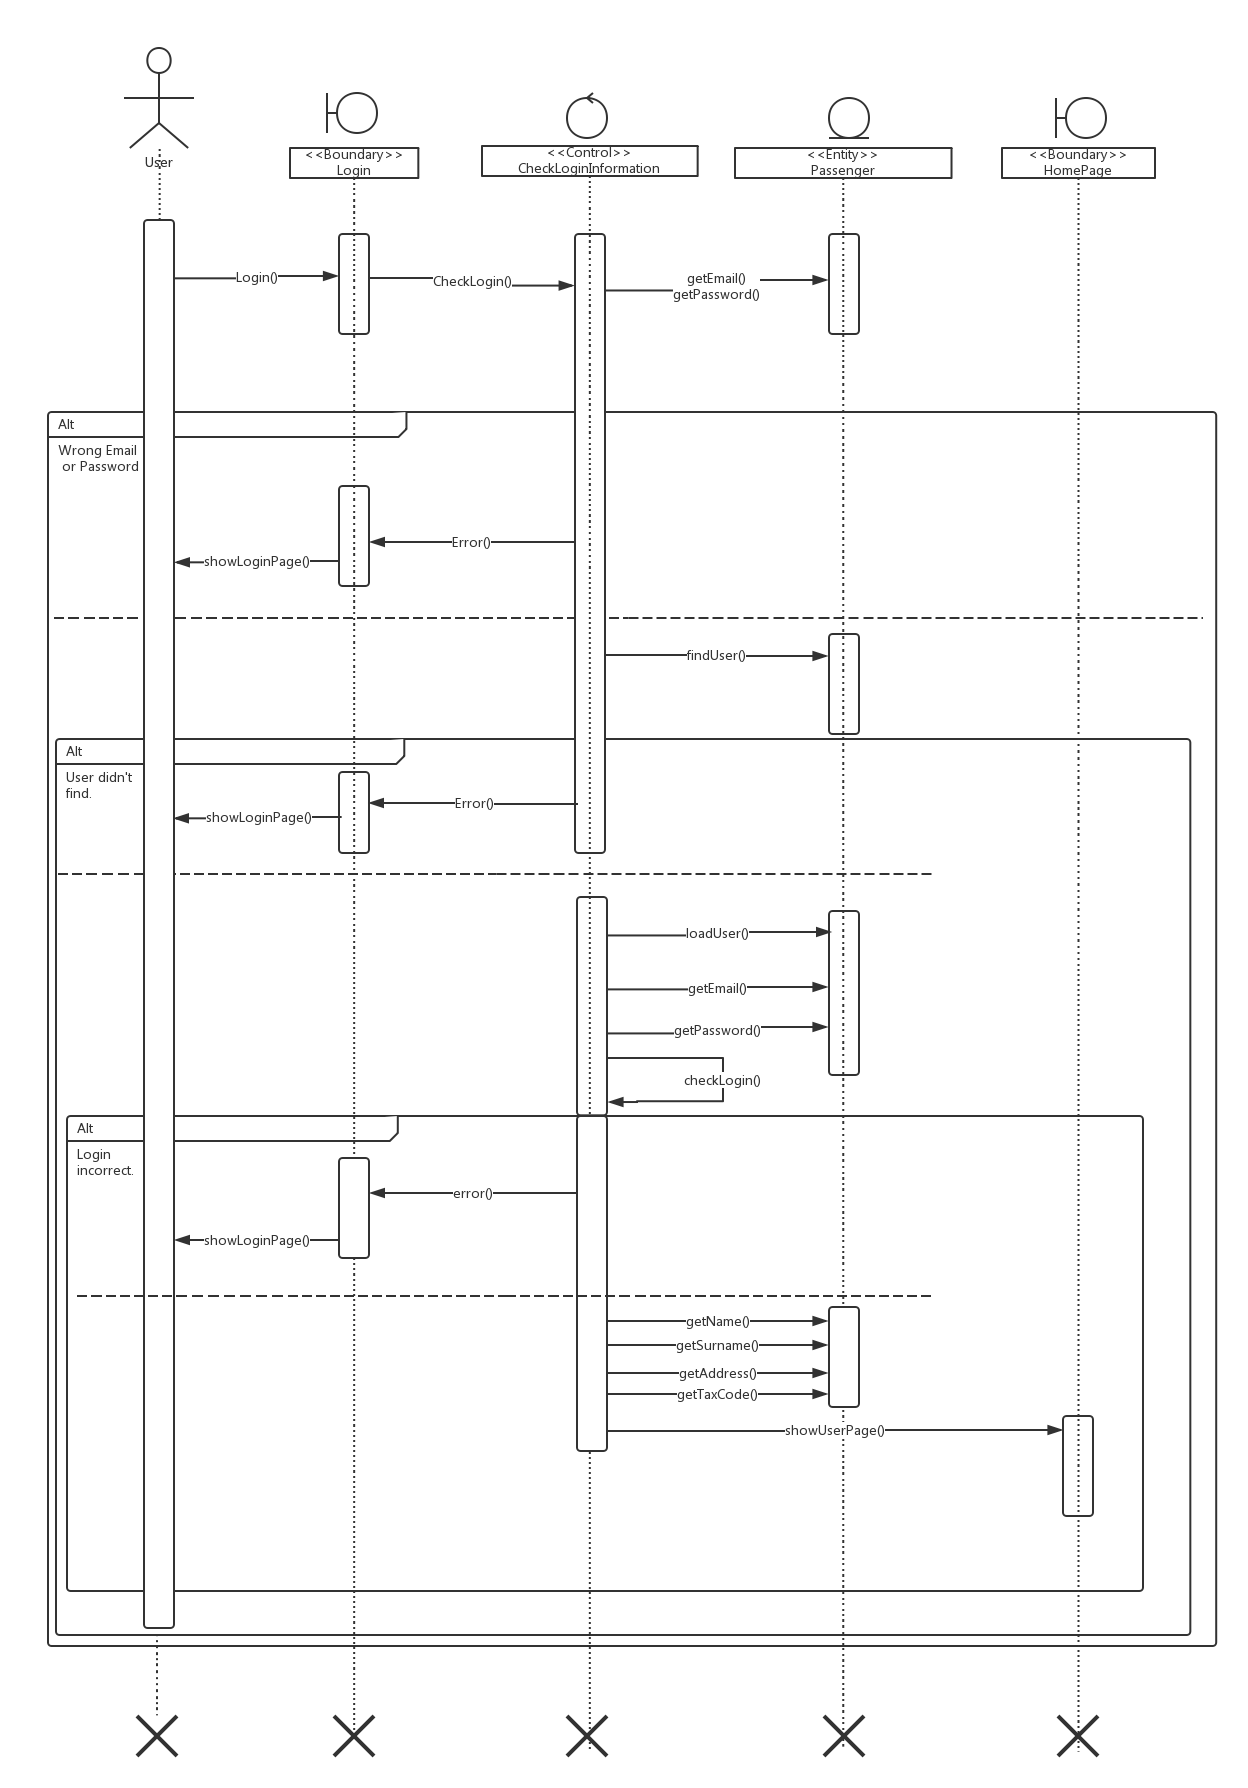 User
<<Boundary>>
Login
<<Control>>
CheckLoginInformation
<<Entity>>
Passenger
<<Boundary>>
HomePage
Login()
CheckLogin()
getEmail()
getPassword()
Alt
Wrong Email
or Password
Error()
showLoginPage()
findUser()
Alt
User didn't
find.
Error()
showLoginPage()
loadUser()
getEmail()
getPassword()
checkLogin()
Alt
Login
incorrect.
error()
showLoginPage()
getName()
getSurname()
getAddress()
getTaxCode()
showUserPage()